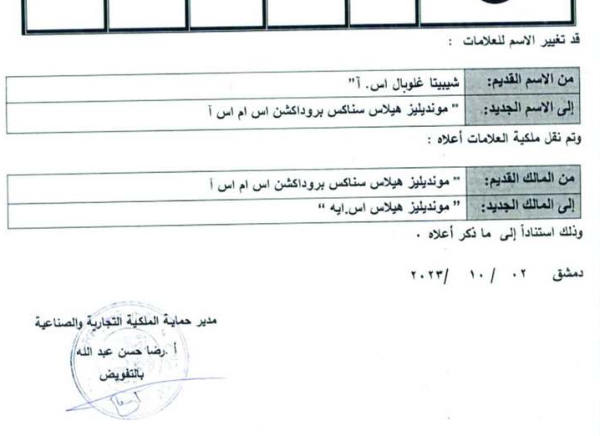 قد تغيير الاسم للعلامات :
من الاسم القديم: شيبيتا غلوبال اس. آ"
إلى الاسم الجديد: " مونديليز هيلاس سناكس بروداكشن اس ام اس آ
وتم نقل ملكية العلامات أعلاه :
من المالك القديم: " مونديليز هيلاس سناكس بروداكشن اس ام اس آ
إلى المالك الجديد: " مونديليز هيلاس اس.ايه "
وذلك استناداً إلى ما ذكر أعلاه .
دمشق ٠٢ / ١٠ /٢٠٢٣
مدير حماية الملكية التجارية والصناعية
أ.رضا حسن عبد الله
بالتفويض